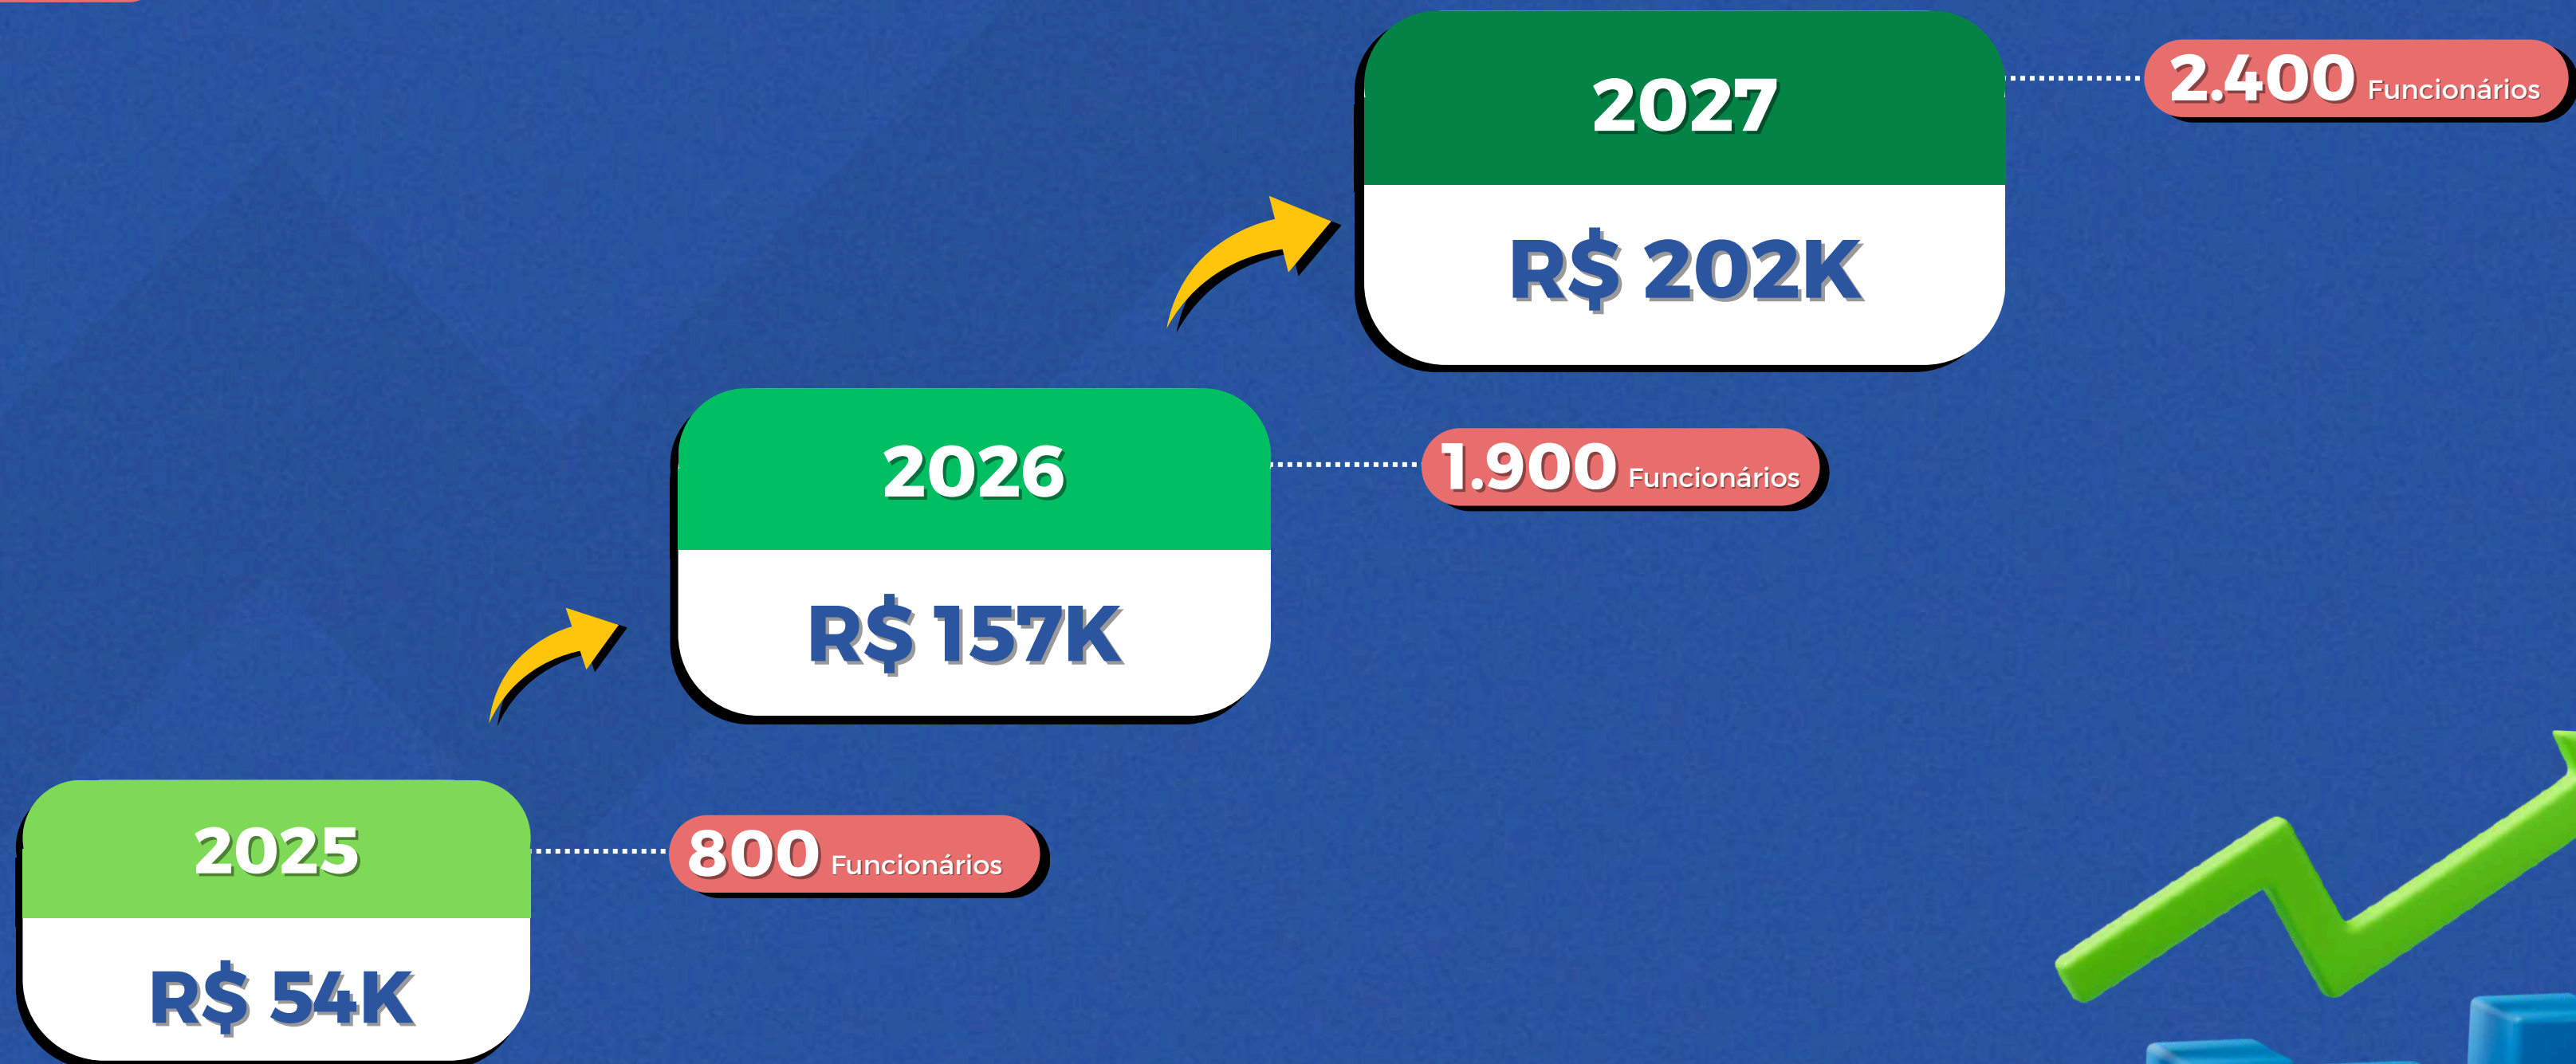 2027
R$ 202K
2.400 Funcionários
2026
R$ 157K
1.900 Funcionários
2025
R$ 54K
800 Funcionários